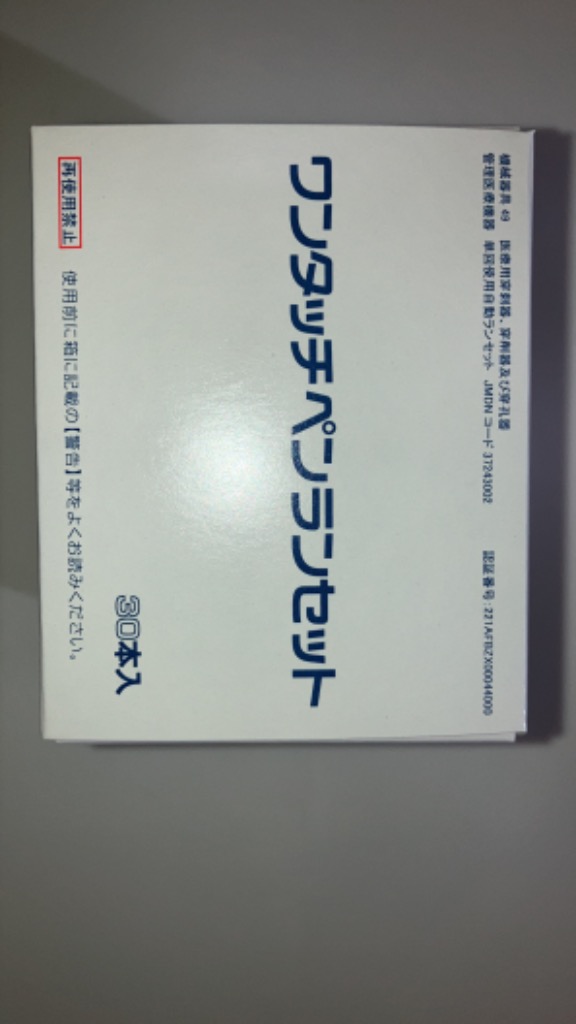 機械器具 49 医療用穿刺器、穿削器及び穿孔器
管理医療機器 単回使用自動ランセット JMDNコード 37243002 認証番号:221AFBZX00044000
ワンタッチペンランセット
30本入
再使用禁止 使用前に箱に記載の【警告】等をよくお読みください。